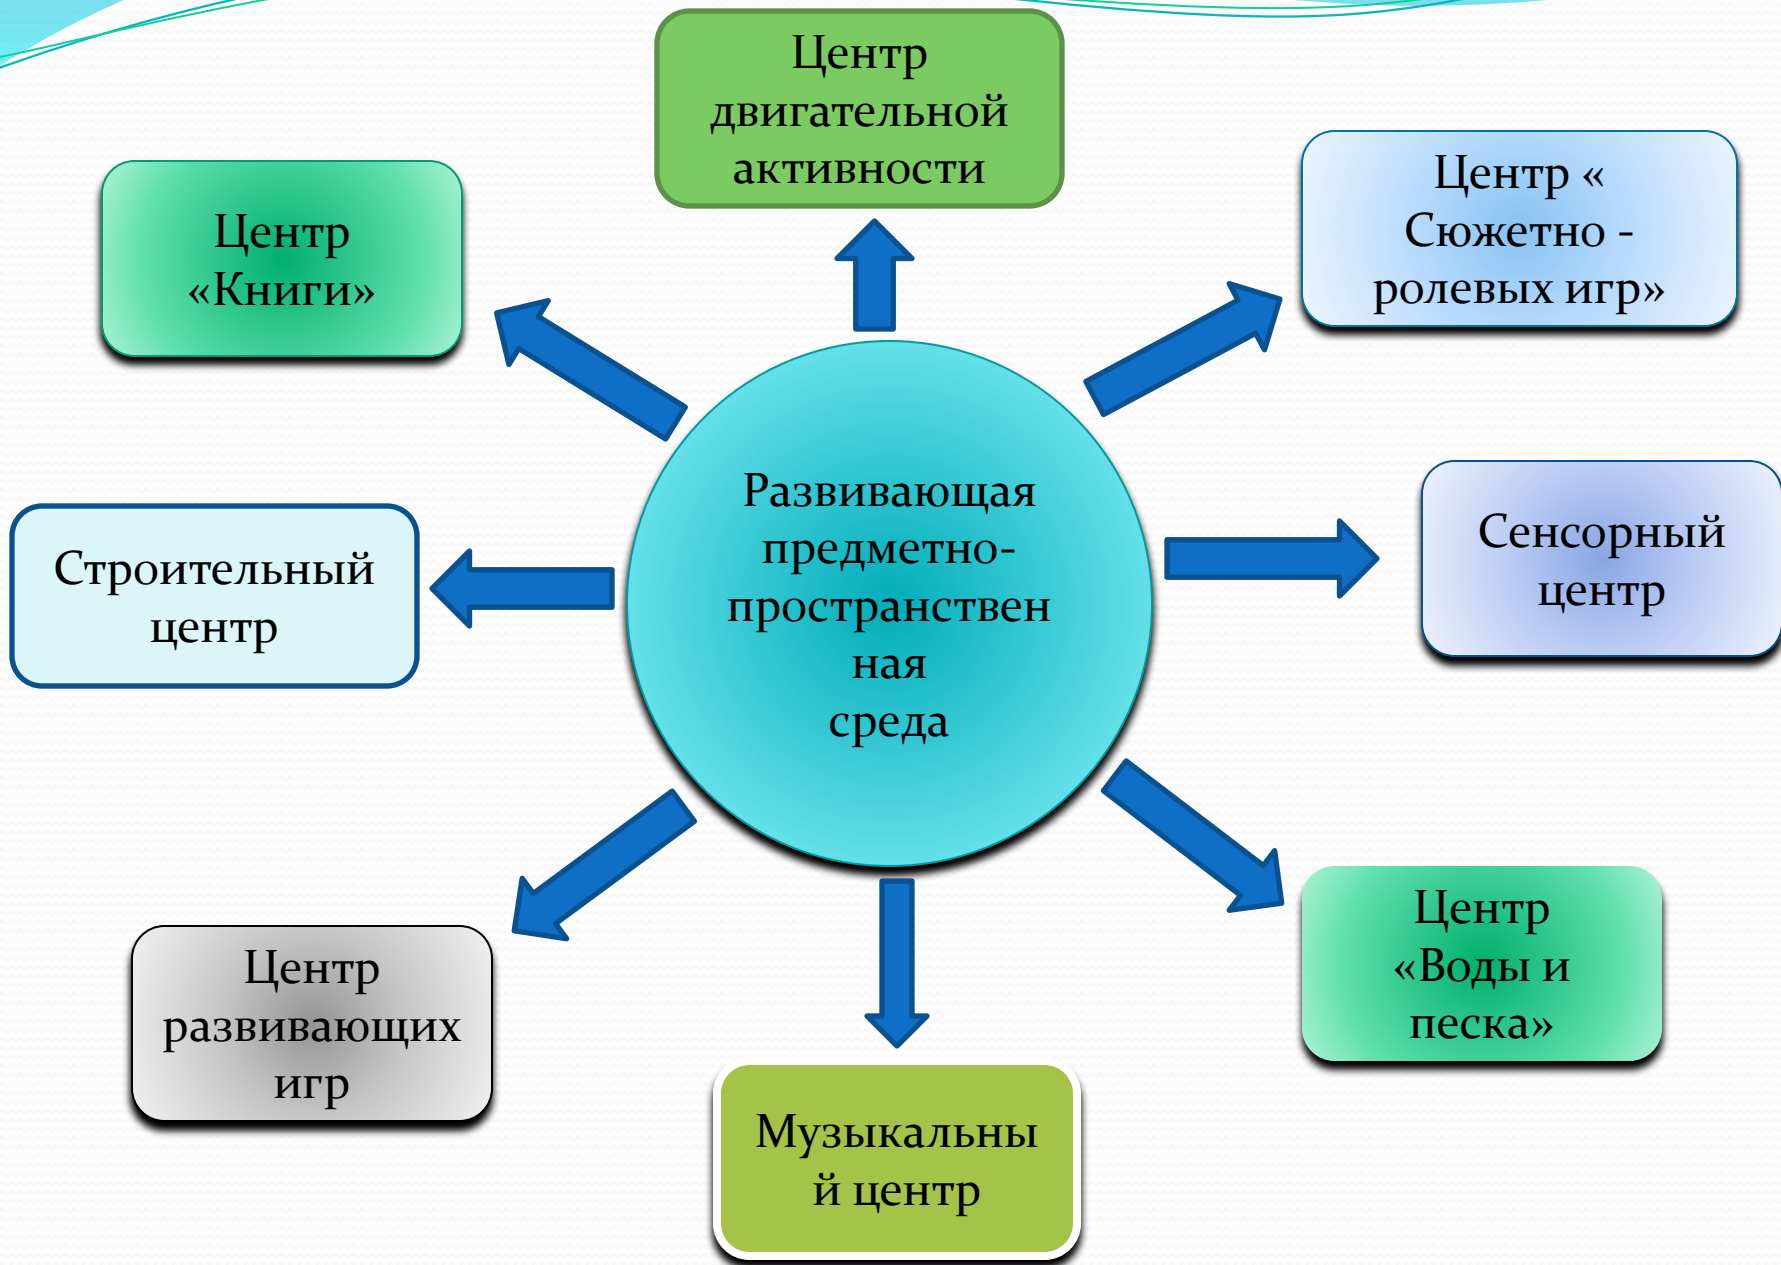 Центр
двигательной
активности
Центр «
Сюжетно -
ролевых игр»
Центр
«Книги»
Развивающая
предметно-
пространствен
ная
среда
Сенсорный
центр
Строительный
центр
Центр
«Воды и
песка»
Центр
развивающих
игр
Музыкальны
й центр